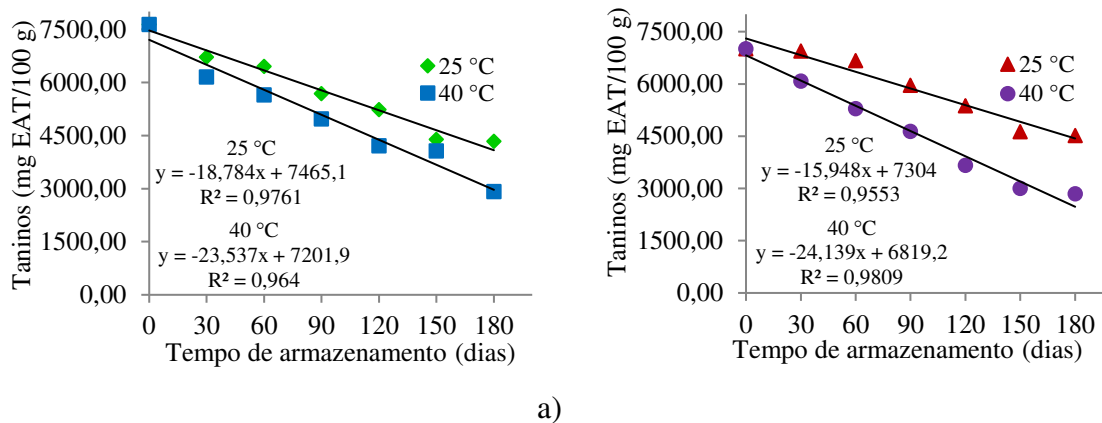 Taninos (mg EAT/100 g)
7500,00
6000,00
4500,00
3000,00
1500,00
0,00
25 °C
40 °C
25 °C
y = -18,784x + 7465,1
R² = 0,9761
40 °C
y = -23,537x + 7201,9
R² = 0,964
0 30 60 90 120 150 180
Tempo de armazenamento (dias)
Taninos (mg EAT/100 g)
7500,00
6000,00
4500,00
3000,00
1500,00
0,00
25 °C
40 °C
25 °C
y = -15,948x + 7304
R² = 0,9553
40 °C
y = -24,139x + 6819,2
R² = 0,9809
0 30 60 90 120 150 180
Tempo de armazenamento (dias)
a)